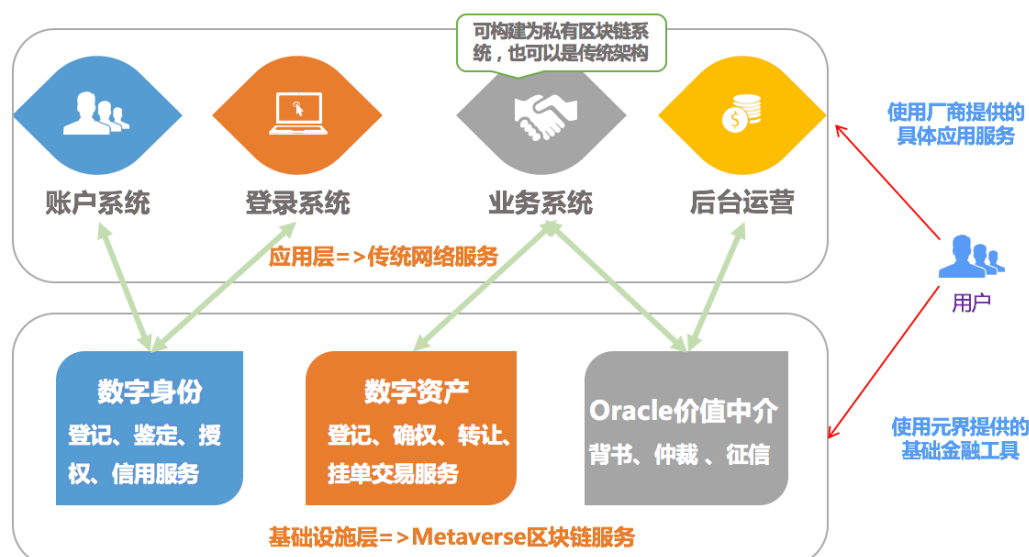 可构建为私有区块链系
统，也可以是传统架构
账户系统
登录系统
业务系统
后台运营
应用层=>传统网络服务
使用厂商提供的
具体应用服务
用户
数字身份
登记、鉴定、授
权、信用服务
数字资产
登记、确权、转让、
挂单交易服务
Oracle价值中介
背书、仲裁 、征信
使用元界提供的
基础金融工具
基础设施层=>Metaverse区块链服务